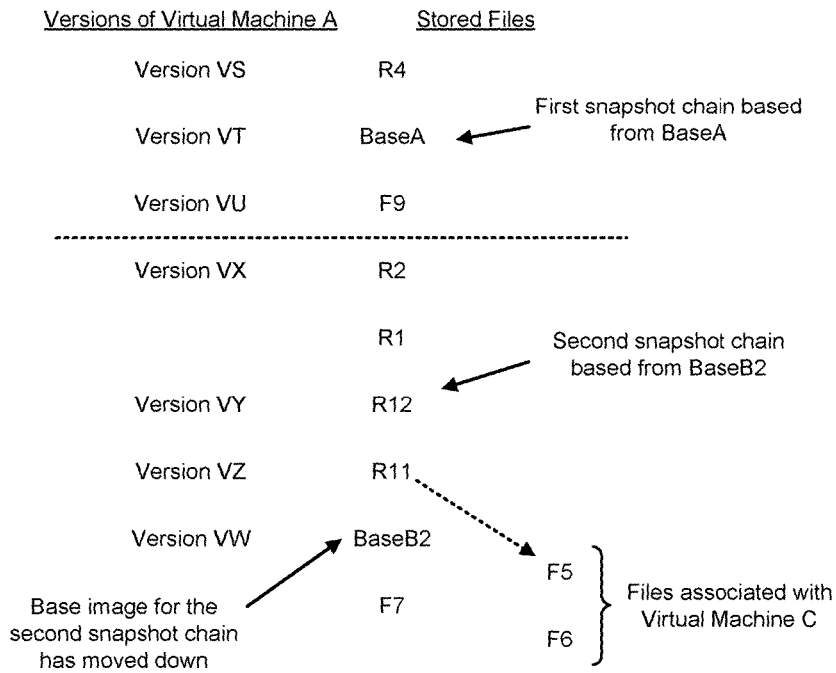 Versions of Virtual Machine A Stored Files
Version VS R4
First snapshot chain based
from BaseA
Version VT BaseA
Version VU F9
Version VX R2
R1
Second snapshot chain
based from BaseB2
Version VY R12
Version VZ R11
Version VW BaseB2
F5
Files associated with
Virtual Machine C
F7
F6
Base image for the
second snapshot chain
has moved down